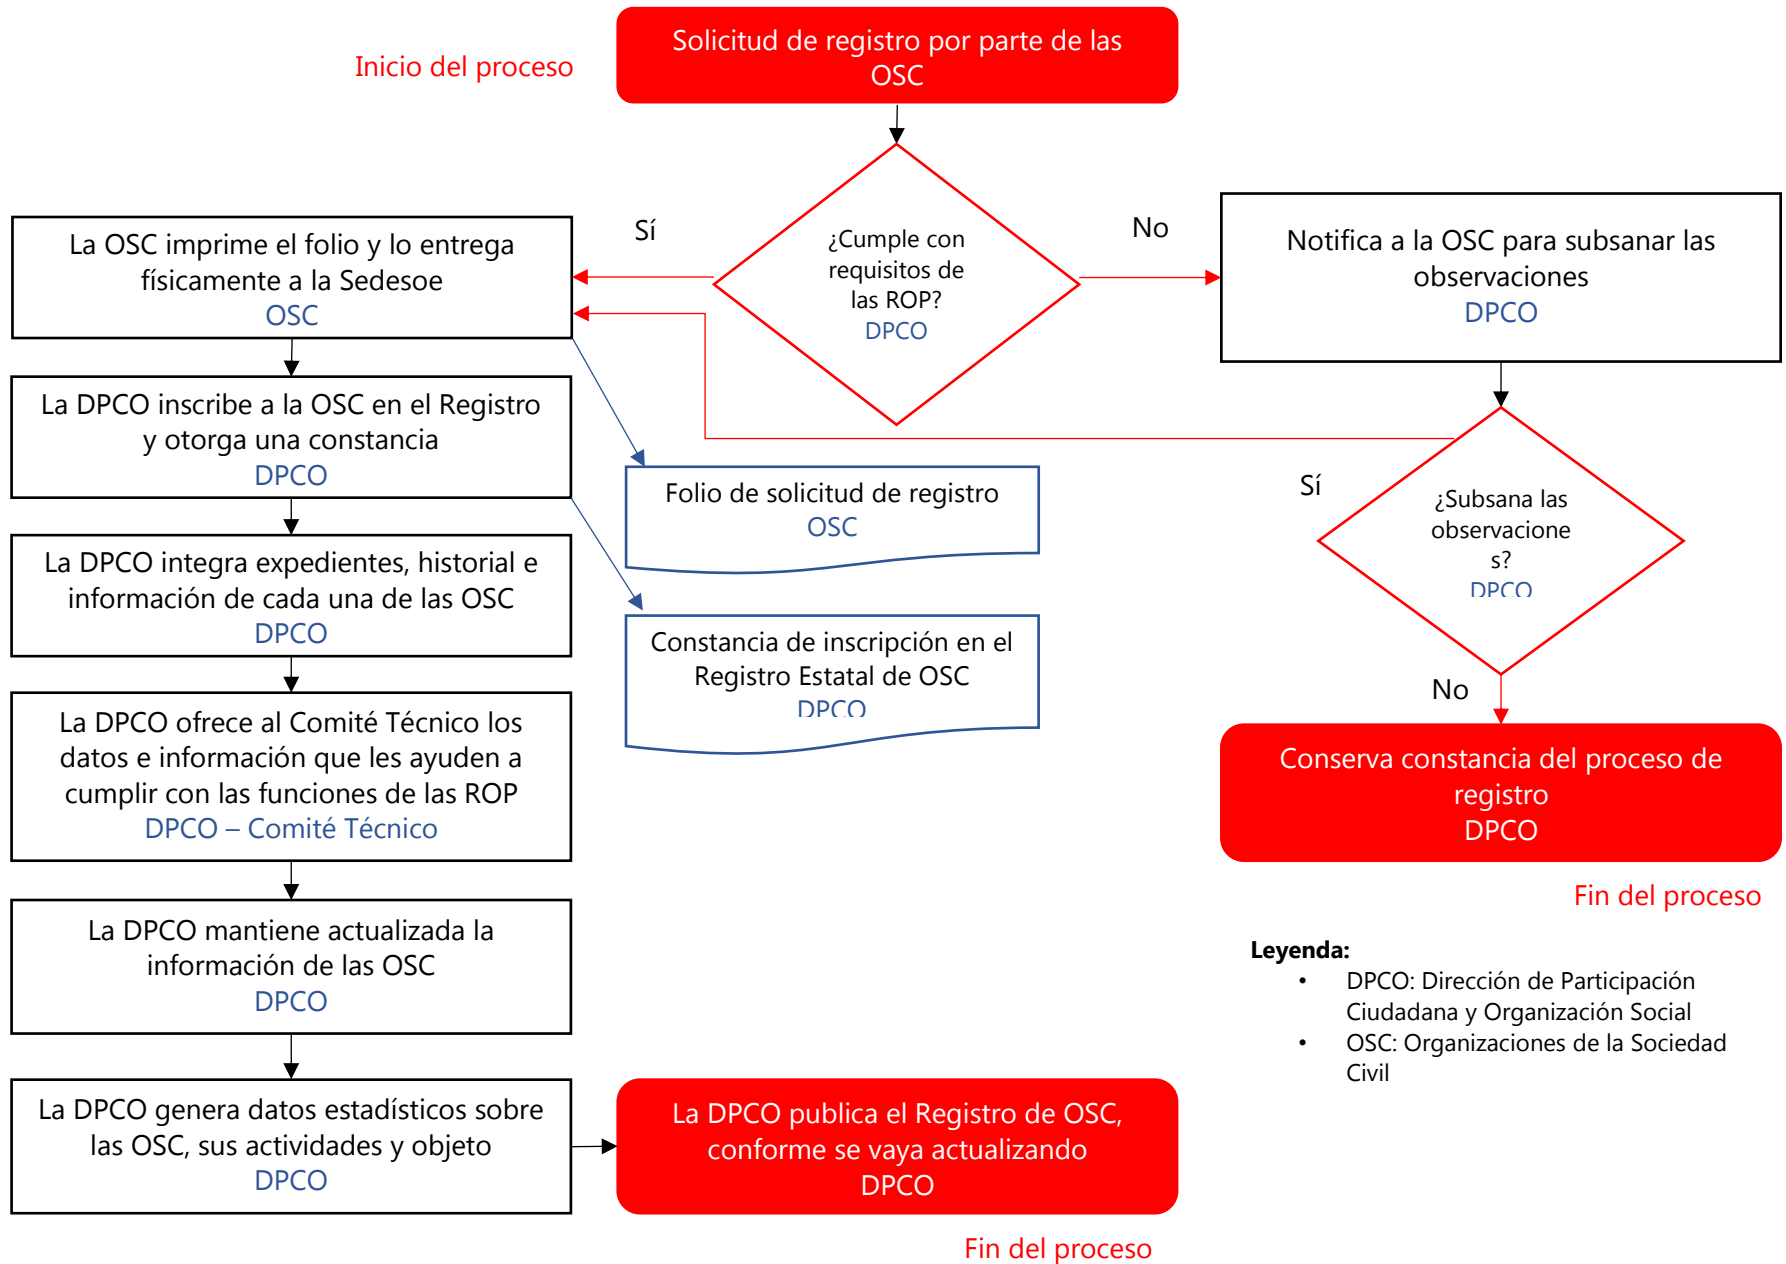 Solicitud de registro por parte de las
OSC
Inicio del proceso
Sí
¿Cumple con
requisitos de
las ROP?
DPCO
No
Notifica a la OSC para subsanar las
observaciones
DPCO
La OSC imprime el folio y lo entrega
físicamente a la Sedesoe
OSC
La DPCO inscribe a la OSC en el Registro
y otorga una constancia
DPCO
Folio de solicitud de registro
OSC
Sí
¿Subsana las
observacione
s?
DPCO
La DPCO integra expedientes, historial e
información de cada una de las OSC
DPCO
Constancia de inscripción en el
Registro Estatal de OSC
DPCO
No
La DPCO ofrece al Comité Técnico los
datos e información que les ayuden a
cumplir con las funciones de las ROP
DPCO – Comité Técnico
Conserva constancia del proceso de
registro
DPCO
Fin del proceso
La DPCO mantiene actualizada la
información de las OSC
DPCO
Leyenda:
• DPCO: Dirección de Participación
Ciudadana y Organización Social
• OSC: Organizaciones de la Sociedad
Civil
La DPCO genera datos estadísticos sobre
las OSC, sus actividades y objeto
DPCO
La DPCO publica el Registro de OSC,
conforme se vaya actualizando
DPCO
Fin del proceso